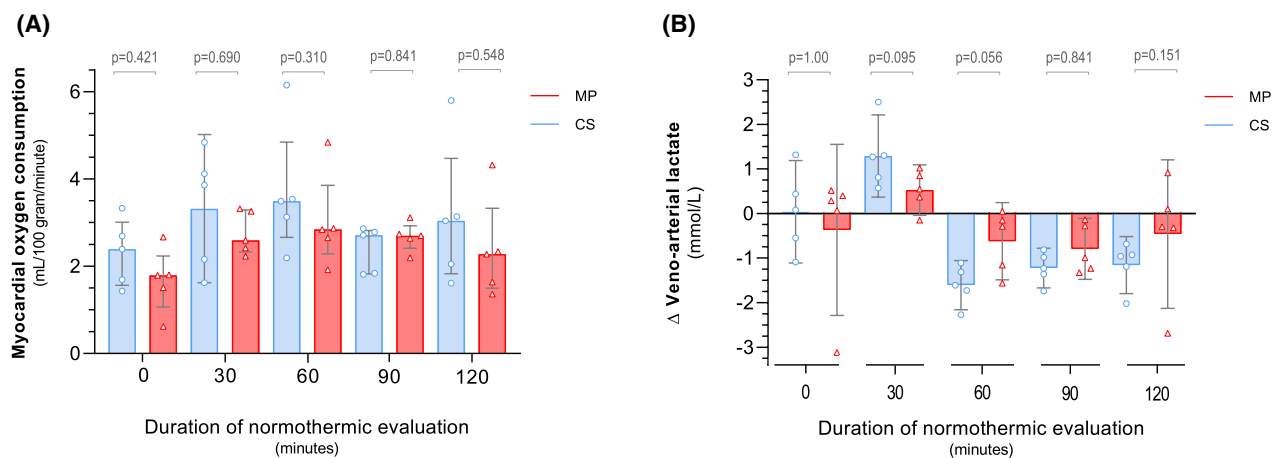 (A)
p=0.421 p=0.690 p=0.310 p=0.841 p=0.548
Myocardial oxygen consumption
(mL/100 gram/minute)
6
4
2
0
0 30 60 90 120
Duration of normothermic evaluation
(minutes)
MP
CS
(B)
p=1.00 p=0.095 p=0.056 p=0.841 p=0.151
Δ Veno-arterial lactate
(mmol/L)
3
2
1
0
-1
-2
-3
0 30 60 90 120
Duration of normothermic evaluation
(minutes)
MP
CS